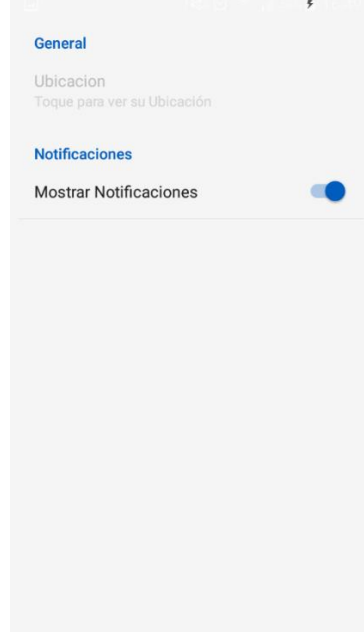 General
Ubicacion
Toque para ver su Ubicación
Notificaciones
Mostrar Notificaciones